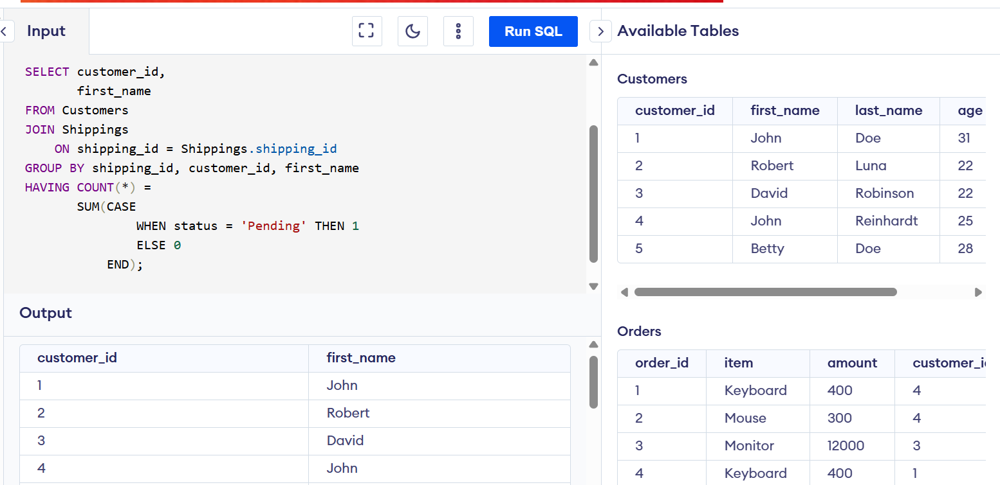 Input
Run SQL
Available Tables
SELECT customer_id,
first_name
FROM Customers
JOIN Shippings
ON shipping_id = Shippings.shipping_id
GROUP BY shipping_id, customer_id, first_name
HAVING COUNT(*) =
SUM(CASE
WHEN status = 'Pending' THEN 1
ELSE 0
END);
Output
customer_id first_name
1 John
2 Robert
3 David
4 John
Customers
customer_id first_name last_name age
1 John Doe 31
2 Robert Luna 22
3 David Robinson 22
4 John Reinhardt 25
5 Betty Doe 28
Orders
order_id item amount customer_i
1 Keyboard 400 4
2 Mouse 300 4
3 Monitor 12000 3
4 Keyboard 400 1